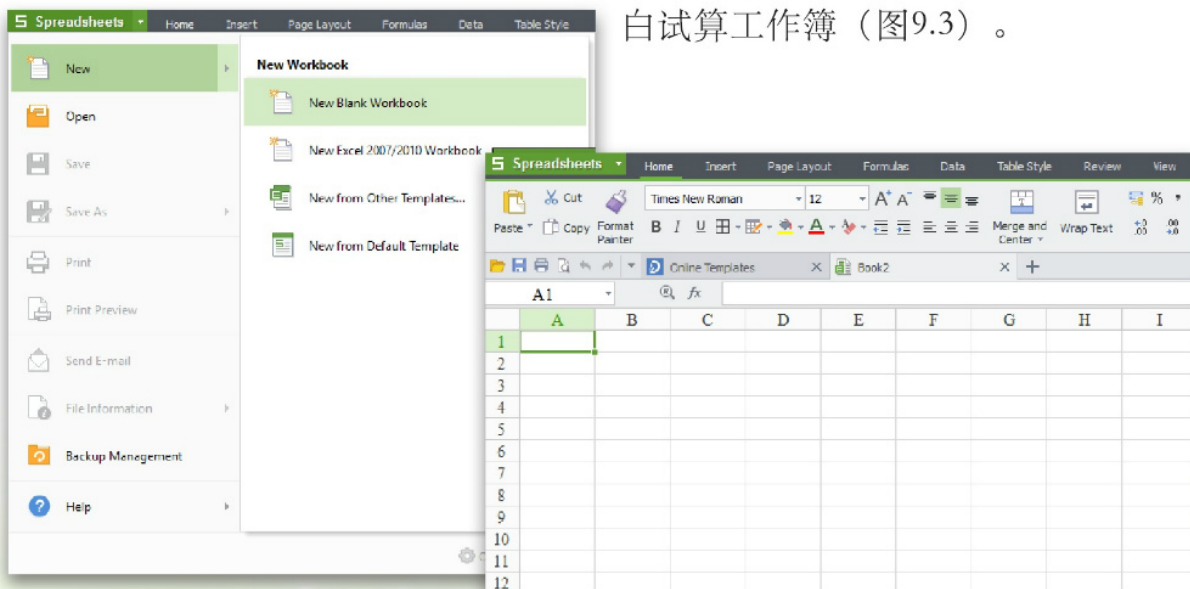 Spreadsheets Home Insert Page Layout Formulas Data Table Style
白试算工作簿（图9.3）。
New
Open
Save
Save As
Print
Print Preview
Send E-mail
File Information
Backup Management
Help
New Workbook
New Blank Workbook
New Excel 2007/2010 Workbook
New from Other Templates...
New from Default Template
Spreadsheets Home Insert Page Layout Formulas Data Table Style Review View
Cut Times New Roman 12 A+ A- %
Paste Copy Format Painter B I U A Merge and Center Wrap Text .00 .00
Online Templates Book2
A1 fx
A B C D E F G H I
1
2
3
4
5
6
7
8
9
10
11
12